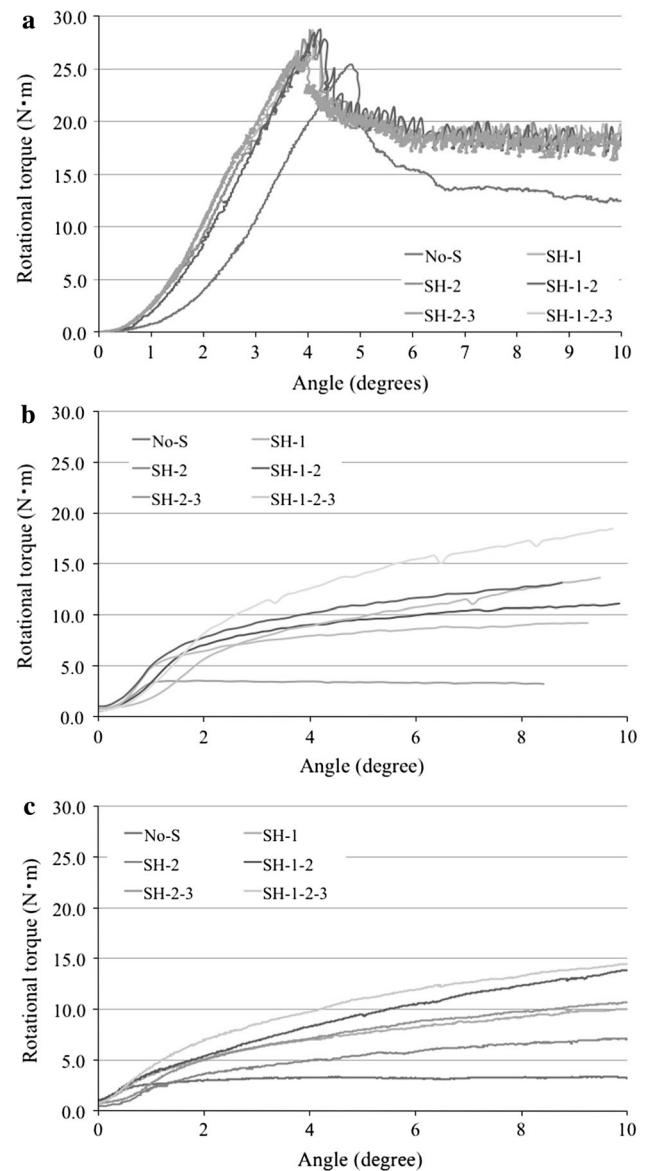 a
30.0
25.0
20.0
15.0
10.0
5.0
0.0
Rotational torque (N•m)
No-S SH-1
SH-2 SH-1-2
SH-2-3 SH-1-2-3
0 1 2 3 4 5 6 7 8 9 10
Angle (degrees)
b
30.0
25.0
20.0
15.0
10.0
5.0
0.0
Rotational torque (N•m)
No-S SH-1
SH-2 SH-1-2
SH-2-3 SH-1-2-3
0 2 4 6 8 10
Angle (degree)
c
30.0
25.0
20.0
15.0
10.0
5.0
0.0
Rotational torque (N•m)
No-S SH-1
SH-2 SH-1-2
SH-2-3 SH-1-2-3
0 2 4 6 8 10
Angle (degree)